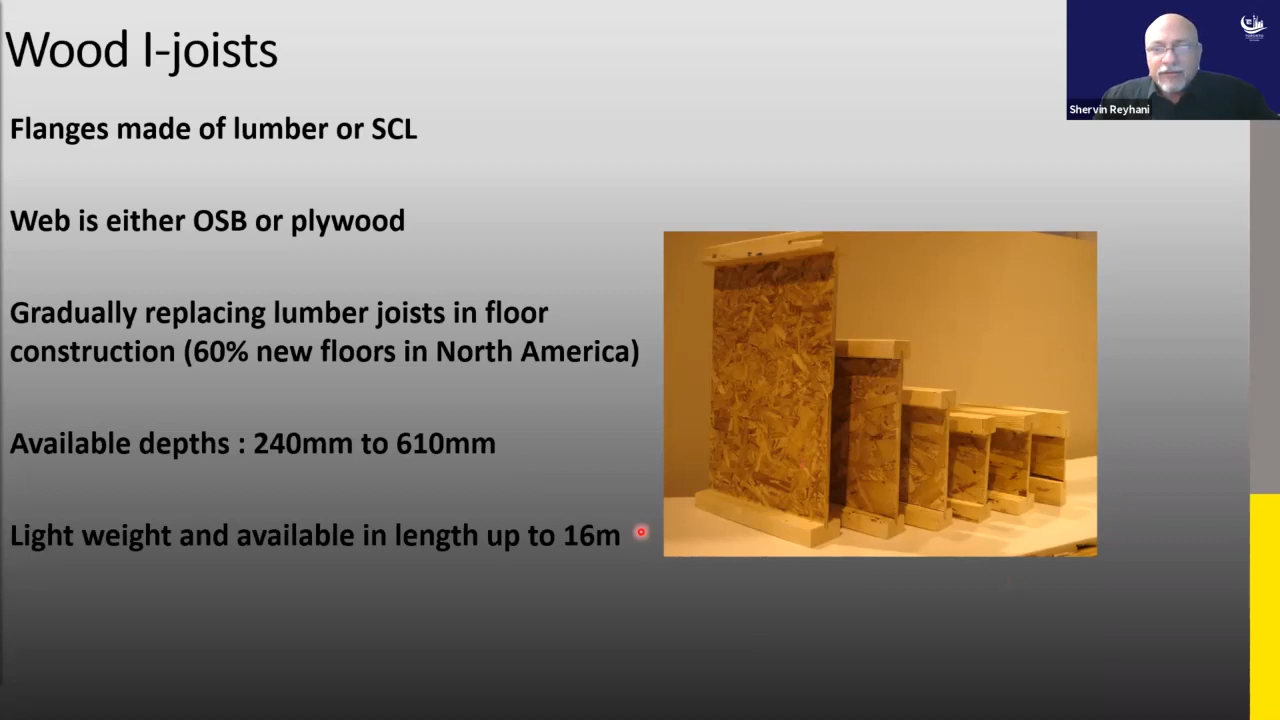 Wood I-joists
Shervin Reyhani
Flanges made of lumber or SCL
Web is either OSB or plywood
Gradually replacing lumber joists in floor
construction (60% new floors in North America)
Available depths : 240mm to 610mm
Light weight and available in length up to 16m